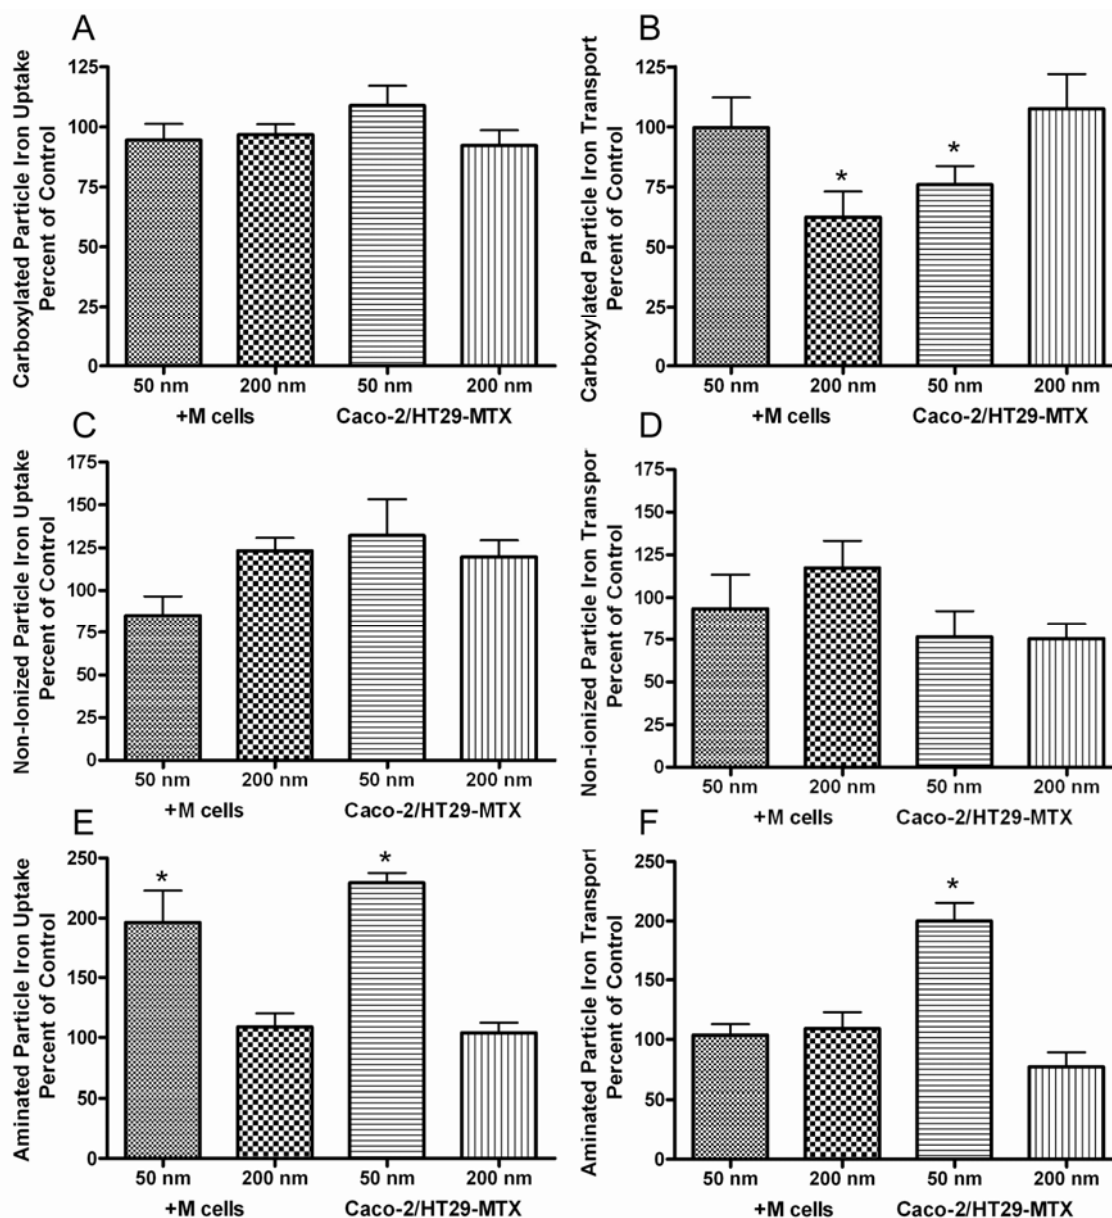 A
Carboxylated Particle Iron Uptake
Percent of Control
125
100
75
50
25
0
50 nm
200 nm
50 nm
200 nm
+M cells
Caco-2/HT29-MTX
B
Carboxylated Particle Iron Transport
Percent of Control
125
100
75
50
25
0
*
*
50 nm
200 nm
50 nm
200 nm
+M cells
Caco-2/HT29-MTX
C
Non-Ionized Particle Iron Uptake
Percent of Control
175
150
125
100
75
50
25
0
50 nm
200 nm
50 nm
200 nm
+M cells
Caco-2/HT29-MTX
D
Non-ionized Particle Iron Transpor
Percent of Control
175
150
125
100
75
50
25
0
50 nm
200 nm
50 nm
200 nm
+M cells
Caco-2/HT29-MTX
E
Aminated Particle Iron Uptake
Percent of Control
250
200
150
100
50
0
*
*
50 nm
200 nm
50 nm
200 nm
+M cells
Caco-2/HT29-MTX
F
Aminated Particle Iron Transport
Percent of Control
250
200
150
100
50
0
*
50 nm
200 nm
50 nm
200 nm
+M cells
Caco-2/HT29-MTX